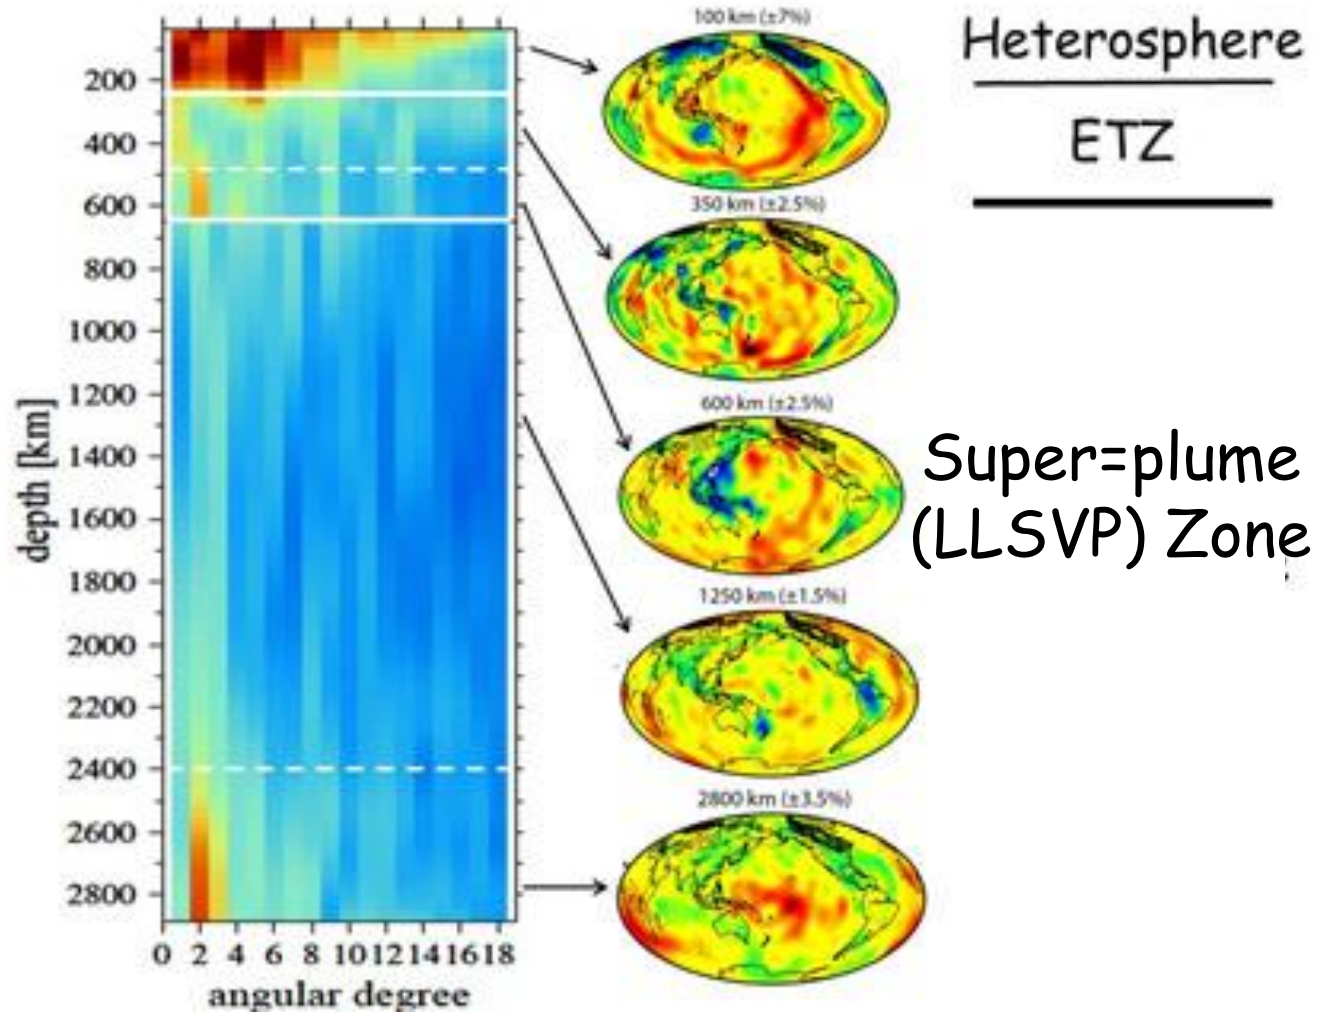 100 km (±7%)
Heterosphere
ETZ
350 km (±2.5%)
600 km (±2.5%)
Super=plume
(LLSVP) Zone
1250 km (±1.5%)
2800 km (±3.5%)
depth [km]
200
400
600
800
1000
1200
1400
1600
1800
2000
2200
2400
2600
2800
0 2 4 6 8 10 12 14 16 18
angular degree